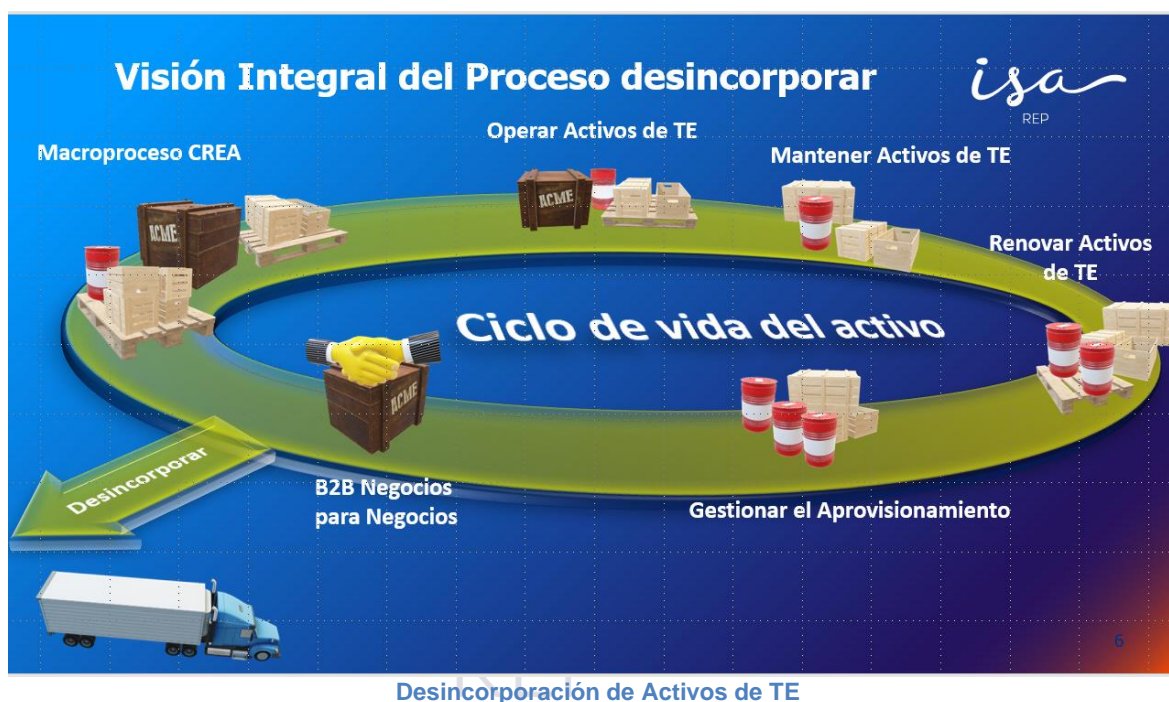 Visión Integral del Proceso desincorporar
isa
REP
Operar Activos de TE
Macroproceso CREA
Mantener Activos de TE
ACME
ACME
Renovar Activos
de TE
Ciclo de vida del activo
ACME
Desincorporar
B2B Negocios
para Negocios
Gestionar el Aprovisionamiento
6
Desincorporación de Activos de TE